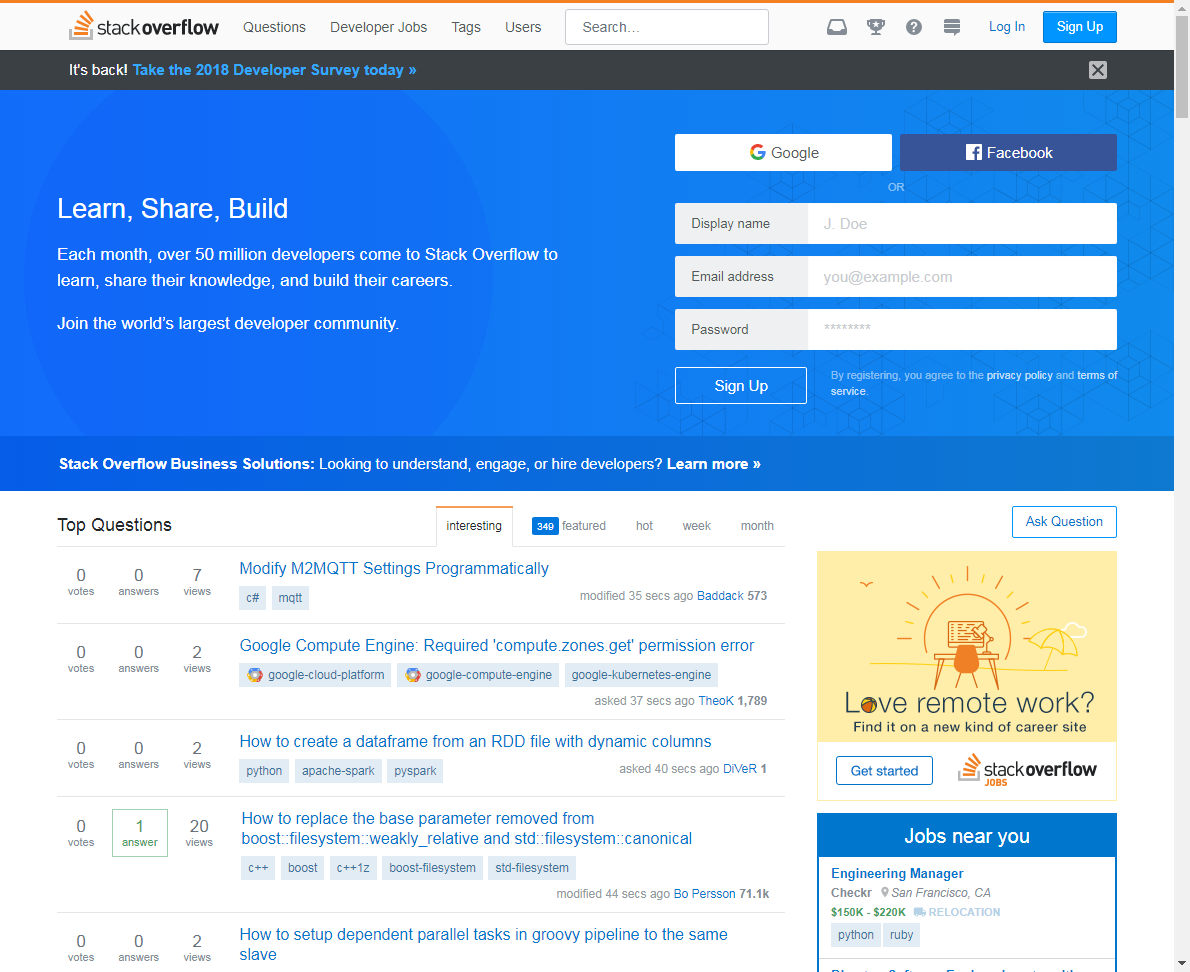 stackoverflow Questions Developer Jobs Tags Users Search... Log In Sign Up
It's back! Take the 2018 Developer Survey today »
Google Facebook
OR
Learn, Share, Build
Each month, over 50 million developers come to Stack Overflow to
learn, share their knowledge, and build their careers.
Join the world’s largest developer community.
Display name J. Doe
Email address you@example.com
Password ********
Sign Up
By registering, you agree to the privacy policy and terms of
service.
Stack Overflow Business Solutions: Looking to understand, engage, or hire developers? Learn more »
Top Questions
interesting 349 featured hot week month
0 votes 0 answers 7 views
Modify M2MQTT Settings Programmatically
c# mqtt
modified 35 secs ago Baddack 573
0 votes 0 answers 2 views
Google Compute Engine: Required 'compute.zones.get' permission error
google-cloud-platform google-compute-engine google-kubernetes-engine
asked 37 secs ago TheoK 1,789
0 votes 0 answers 2 views
How to create a dataframe from an RDD file with dynamic columns
python apache-spark pyspark
asked 40 secs ago DiVeR 1
0 votes 1 answer 20 views
How to replace the base parameter removed from
boost::filesystem::weakly_relative and std::filesystem::canonical
c++ boost c++1z boost-filesystem std-filesystem
modified 44 secs ago Bo Persson 71.1k
0 votes 0 answers 2 views
How to setup dependent parallel tasks in groovy pipeline to the same
slave
Ask Question
Love remote work?
Find it on a new kind of career site
Get started
stackoverflow
JOBS
Jobs near you
Engineering Manager
Checkr San Francisco, CA
$150K - $220K RELOCATION
python ruby